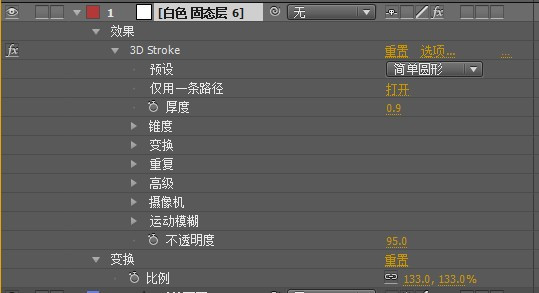 1 [白色 固态层 6] 无
效果
fx 3D Stroke 重置 选项... ...
预设 简单圆形
仅用一条路径 打开
厚度 0.9
锥度
变换
重复
高级
摄像机
运动模糊
不透明度 95.0
变换 重置
比例 133.0, 133.0%